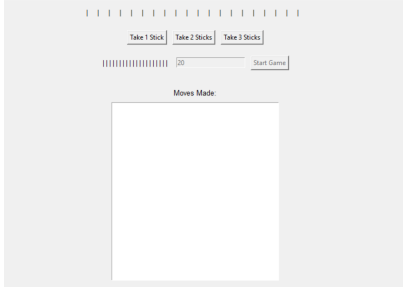 | | | | | | | | | | | | | | | | | | | |
Take 1 Stick Take 2 Sticks Take 3 Sticks
|||||||||||||||||||| 20 Start Game
Moves Made: